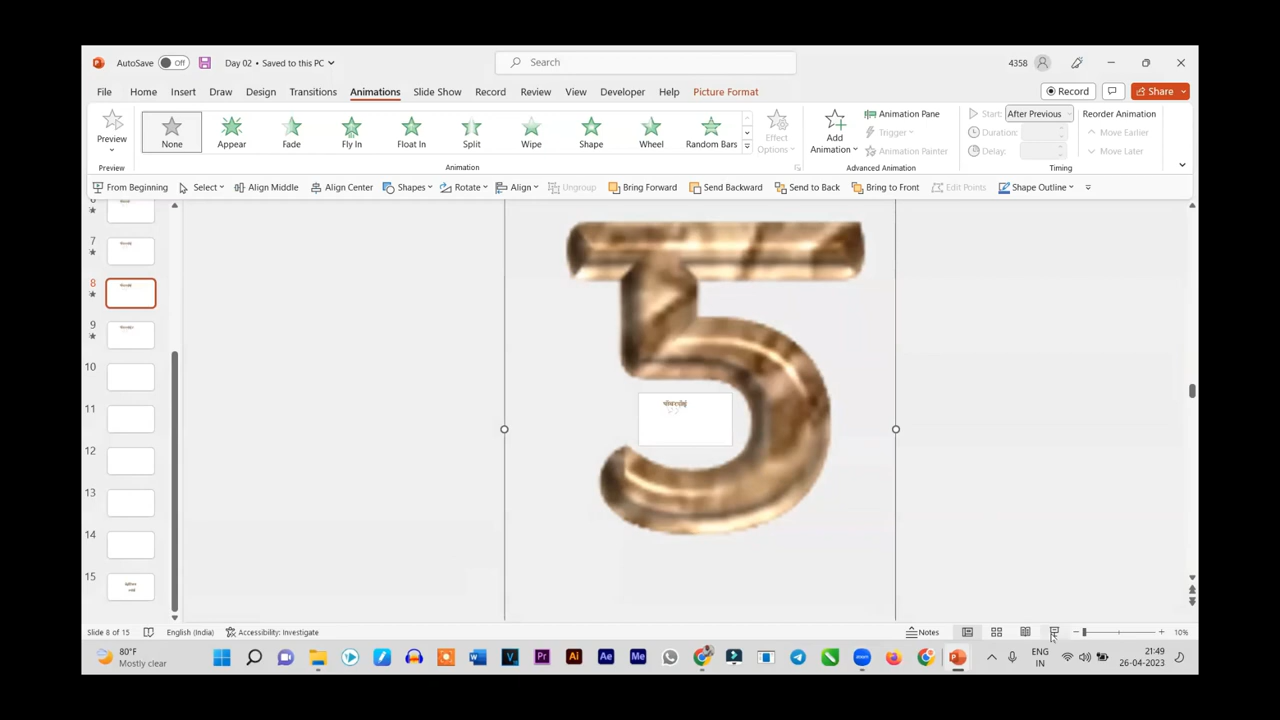 AutoSave Off Day 02 • Saved to this PC Search 4358
File Home Insert Draw Design Transitions Animations Slide Show Record Review View Developer Help Picture Format Record Share
Preview None Appear Fade Fly In Float In Split Wipe Shape Wheel Random Bars Effect Options Add Animation Animation Pane Trigger Animation Painter Start: After Previous Duration: Delay: Reorder Animation Move Earlier Move Later
Preview Animation Advanced Animation Timing
From Beginning Select Align Middle Align Center Shapes Rotate Align Ungroup Bring Forward Send Backward Send to Back Bring to Front Edit Points Shape Outline
7
8
9
10
11
12
13
14
15
Slide 8 of 15 English (India) Accessibility: Investigate Notes 10%
80°F
Mostly clear
ENG
IN
21:49
26-04-2023